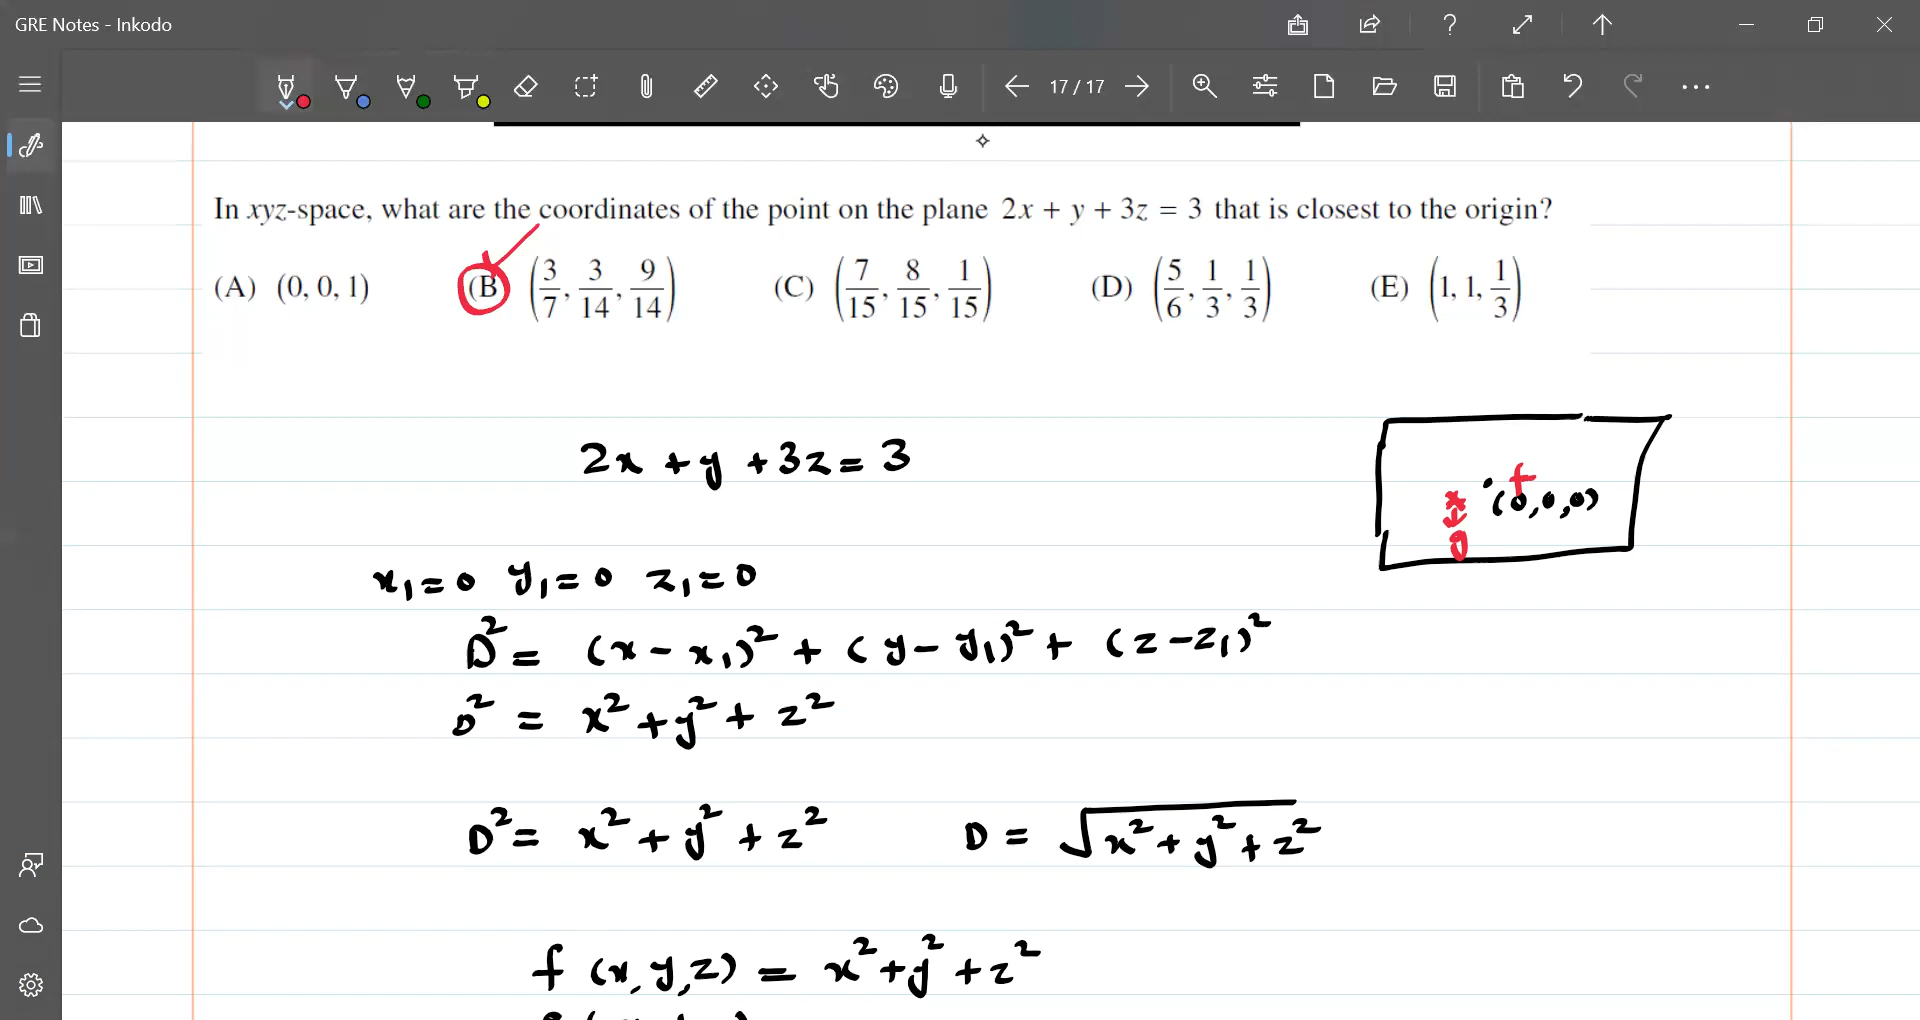 GRE Notes - Inkodo
17 / 17
In xyz-space, what are the coordinates of the point on the plane 2x + y + 3z = 3 that is closest to the origin?
(A) (0, 0, 1) (B) (3/7, 3/14, 9/14) (C) (7/15, 8/15, 1/15) (D) (5/6, 1/3, 1/3) (E) (1, 1, 1/3)
2x + y + 3z = 3
(0,0,0)
x₁ = 0 y₁ = 0 z₁ = 0
D² = (x - x₁)² + (y - y₁)² + (z - z₁)²
D² = x² + y² + z²
D² = x² + y² + z² D = √(x² + y² + z²)
f (x, y, z) = x² + y² + z²